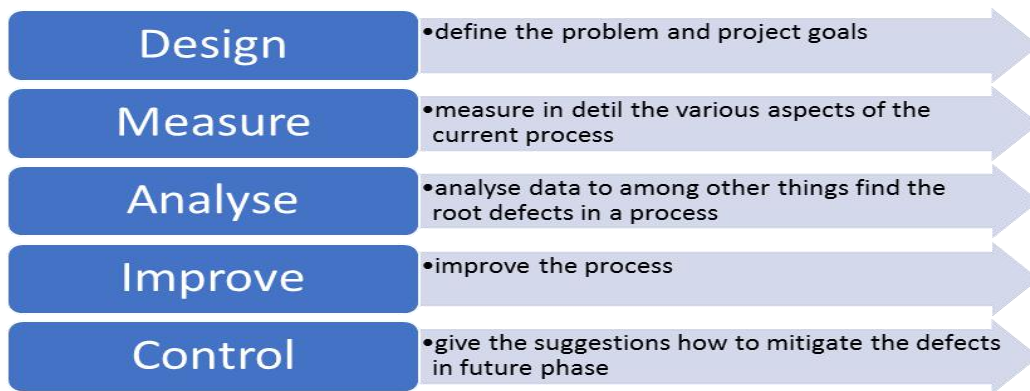 Design
•define the problem and project goals
Measure
•measure in detil the various aspects of the
current process
Analyse
•analyse data to among other things find the
root defects in a process
Improve
•improve the process
Control
•give the suggestions how to mitigate the defects
in future phase